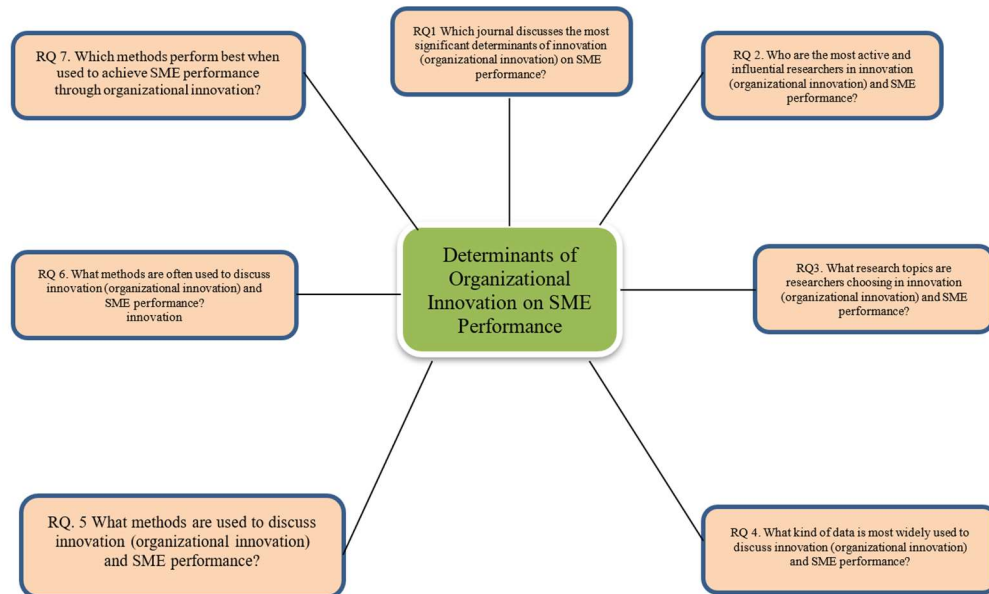 RQ1 Which journal discusses the most
significant determinants of innovation
(organizational innovation) on SME
performance?
RQ 7. Which methods perform best when
used to achieve SME performance
through organizational innovation?
RQ 2. Who are the most active and
influential researchers in innovation
(organizational innovation) and SME
performance?
Determinants of
Organizational
Innovation on SME
Performance
RQ 6. What methods are often used to discuss
innovation (organizational innovation) and
SME performance?
innovation
RQ3. What research topics are
researchers choosing in innovation
(organizational innovation) and SME
performance?
RQ. 5 What methods are used to discuss
innovation (organizational innovation)
and SME performance?
RQ 4. What kind of data is most widely used to
discuss innovation (organizational innovation)
and SME performance?